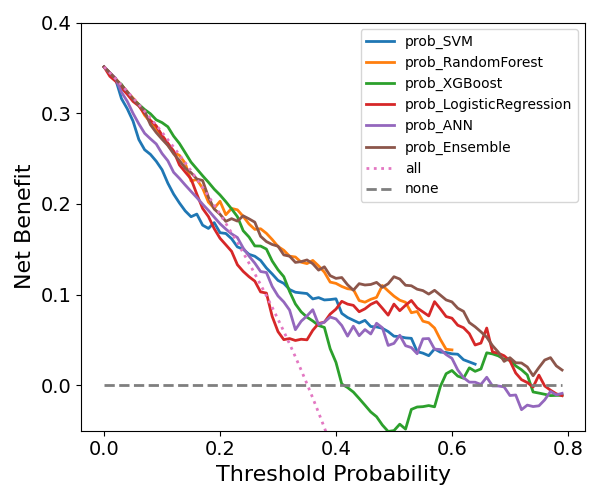 0.4
0.3
0.2
0.1
0.0
Net Benefit
prob_SVM
prob_RandomForest
prob_XGBoost
prob_LogisticRegression
prob_ANN
prob_Ensemble
all
none
0.0 0.2 0.4 0.6 0.8
Threshold Probability